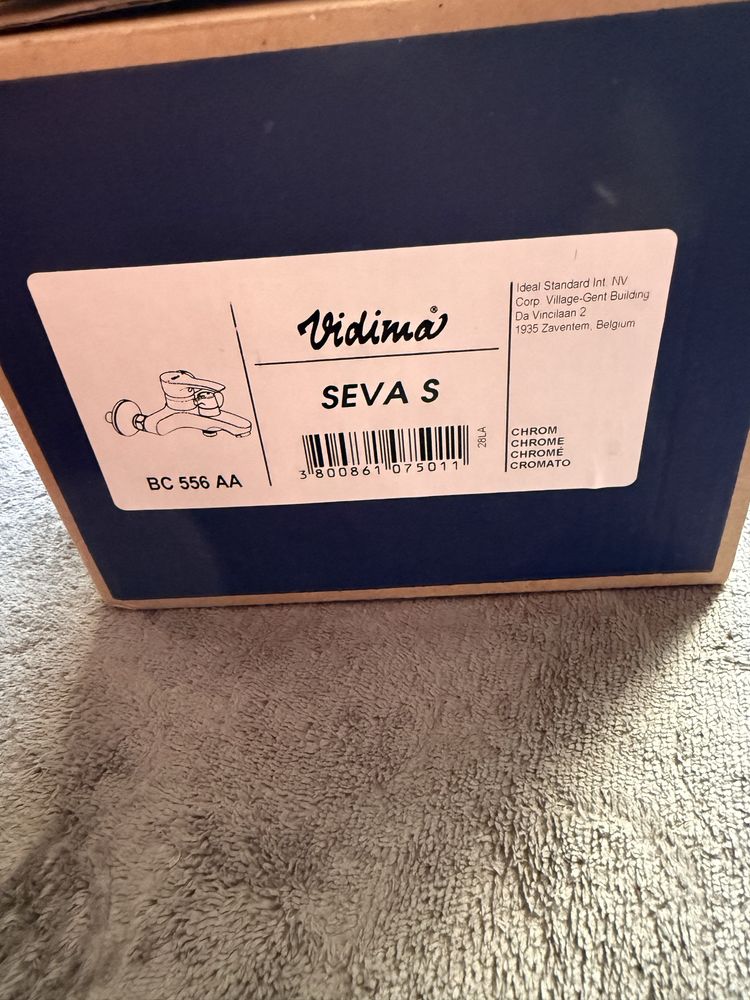 Vidima®
SEVA S
BC 556 AA
3 800861 075011
28LA
Ideal Standard Int. NV
Corp. Village-Gent Building
Da Vincilaan 2
1935 Zaventem, Belgium
CHROM
CHROME
CHROMÉ
CROMATO